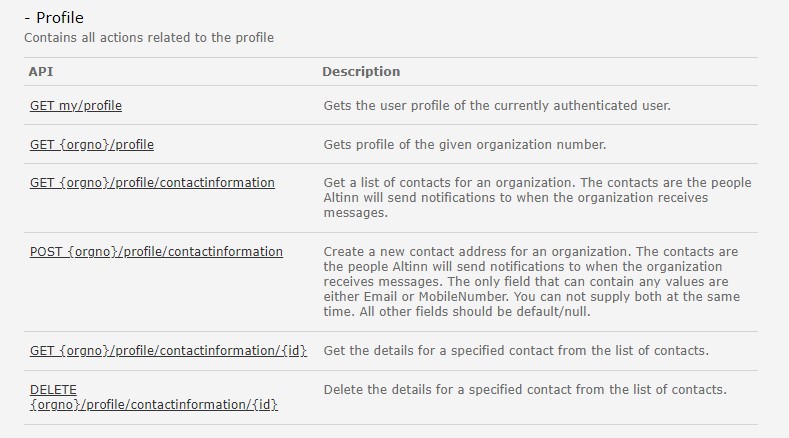 - Profile
Contains all actions related to the profile
API Description
GET my/profile Gets the user profile of the currently authenticated user.
GET {orgno}/profile Gets profile of the given organization number.
GET {orgno}/profile/contactinformation Get a list of contacts for an organization. The contacts are the people
Altinn will send notifications to when the organization receives
messages.
POST {orgno}/profile/contactinformation Create a new contact address for an organization. The contacts are
the people Altinn will send notifications to when the organization
receives messages. The only field that can contain any values are
either Email or MobileNumber. You can not supply both at the same
time. All other fields should be default/null.
GET {orgno}/profile/contactinformation/{id} Get the details for a specified contact from the list of contacts.
DELETE Delete the details for a specified contact from the list of contacts.
{orgno}/profile/contactinformation/{id}